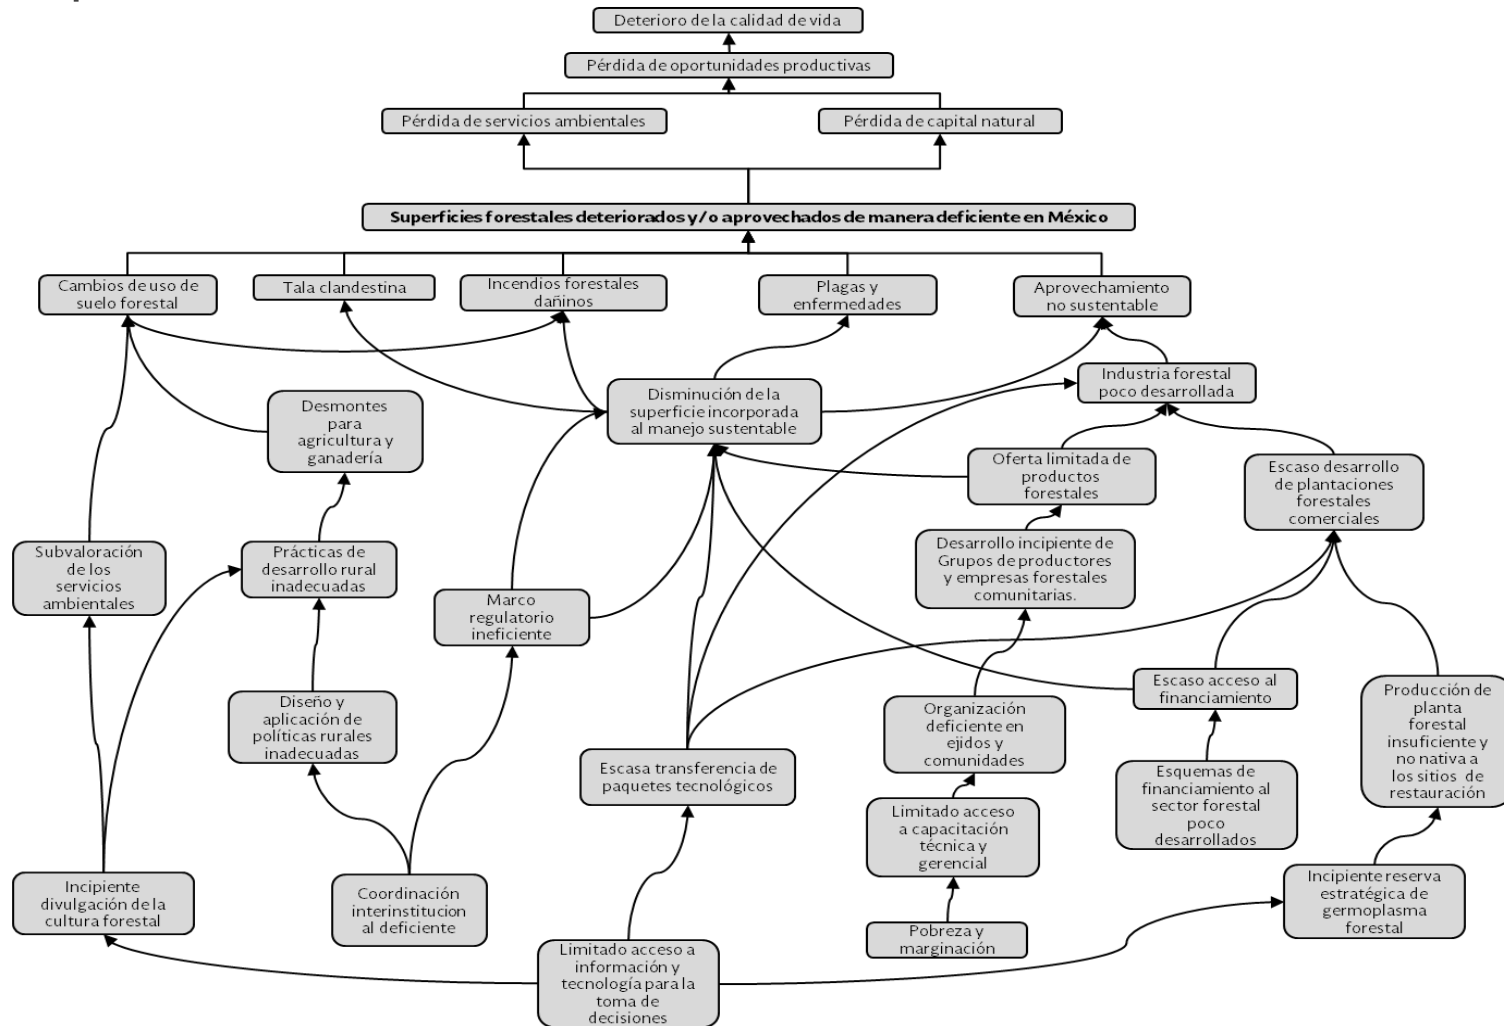 Deterioro de la calidad de vida
Pérdida de oportunidades productivas
Pérdida de servicios ambientales
Pérdida de capital natural
Superficies forestales deteriorados y/o aprovechados de manera deficiente en México
Cambios de uso de
suelo forestal
Tala clandestina
Incendios forestales
dañinos
Plagas y
enfermedades
Aprovechamiento
no sustentable
Industria forestal
poco desarrollada
Disminución de la
superficie incorporada
al manejo sustentable
Desmontes
para
agricultura y
ganadería
Oferta limitada de
productos
forestales
Escaso desarrollo
de plantaciones
forestales
comerciales
Subvaloración
de los
servicios
ambientales
Prácticas de
desarrollo rural
inadecuadas
Marco
regulatorio
ineficiente
Desarrollo incipiente de
Grupos de productores
y empresas forestales
comunitarias.
Diseño y
aplicación de
políticas rurales
inadecuadas
Escasa transferencia de
paquetes tecnológicos
Organización
deficiente en
ejidos y
comunidades
Escaso acceso al
financiamiento
Producción de
planta
forestal
insuficiente y
no nativa a
los sitios de
restauración
Esquemas de
financiamiento al
sector forestal
poco
desarrollados
Limitado acceso
a capacitación
técnica y
gerencial
Incipiente
divulgación de la
cultura forestal
Coordinación
interinstitucion
al deficiente
Limitado acceso a
información y
tecnología para la
toma de
decisiones
Pobreza y
marginación
Incipiente reserva
estratégica de
germoplasma
forestal